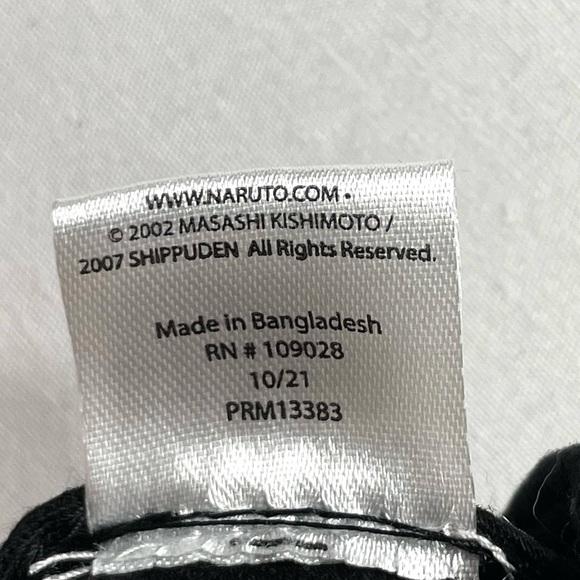 WWW.NARUTO.COM •
© 2002 MASASHI KISHIMOTO /
2007 SHIPPUDEN All Rights Reserved.
Made in Bangladesh
RN # 109028
10/21
PRM13383